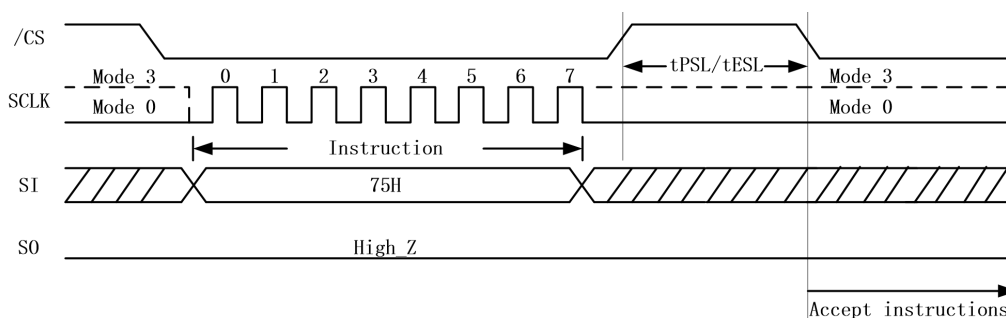 /CS
tPSL/tESL
Mode 3 0 1 2 3 4 5 6 7 Mode 3
SCLK
Mode 0 Mode 0
Instruction
SI 75H
SO High_Z
Accept instructions